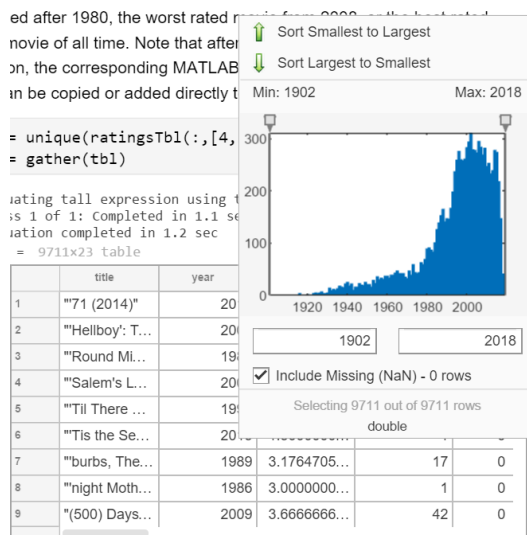 ed after 1980, the worst rated
movie of all time. Note that after
on, the corresponding MATLAB
an be copied or added directly t
= unique(ratingsTbl(:,[4,
= gather(tbl)
uating tall expression using t
ss 1 of 1: Completed in 1.1 se
uation completed in 1.2 sec
= 9711x23 table
title year
1 "'71 (2014)" 20
2 "'Hellboy': T... 200
3 "'Round Mi... 198
4 "'Salem's L... 200
5 "'Til There ... 199
6 "'Tis the Se...
7 "'burbs, The... 1989 3.1764705... 17 0
8 "'night Moth... 1986 3.0000000... 1 0
9 "(500) Days... 2009 3.6666666... 42 0
Sort Smallest to Largest
Sort Largest to Smallest
Min: 1902 Max: 2018
300
200
100
0
1920 1940 1960 1980 2000
1902 2018
Include Missing (NaN) - 0 rows
Selecting 9711 out of 9711 rows
double